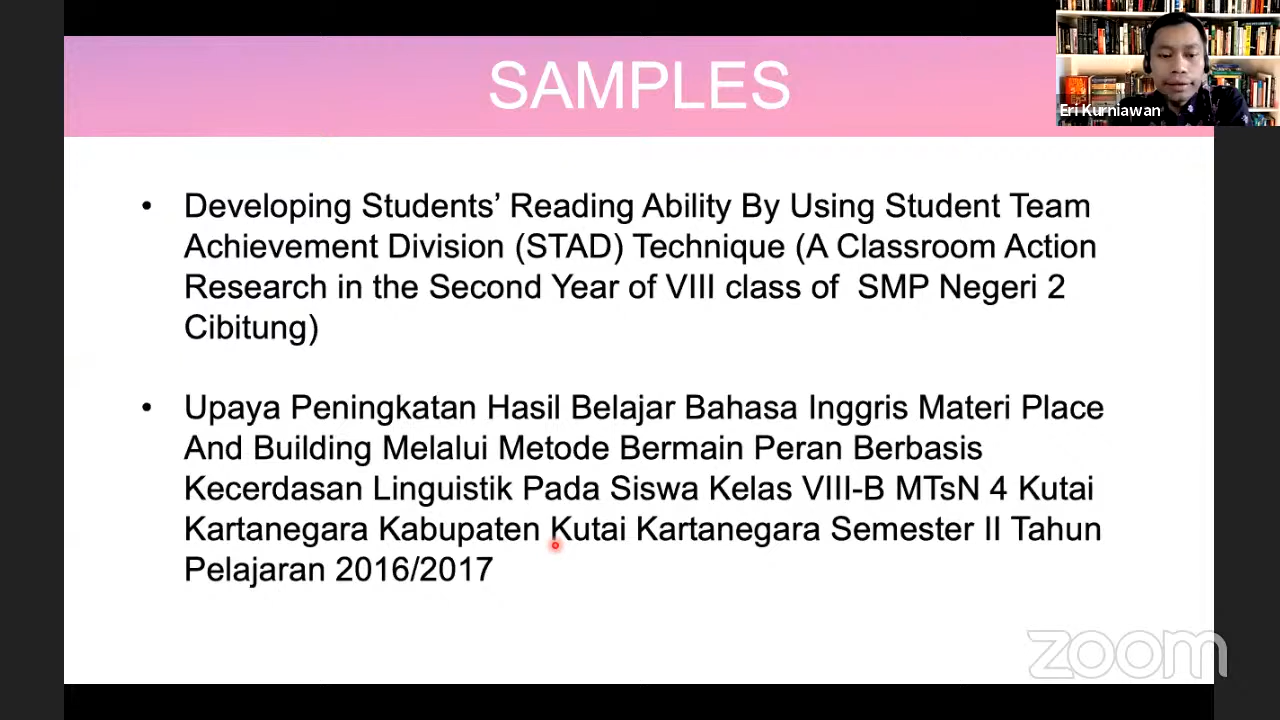 SAMPLES
Eri Kurniawan
• Developing Students’ Reading Ability By Using Student Team
Achievement Division (STAD) Technique (A Classroom Action
Research in the Second Year of VIII class of  SMP Negeri 2
Cibitung)
• Upaya Peningkatan Hasil Belajar Bahasa Inggris Materi Place
And Building Melalui Metode Bermain Peran Berbasis
Kecerdasan Linguistik Pada Siswa Kelas VIII-B MTsN 4 Kutai
Kartanegara Kabupaten Kutai Kartanegara Semester II Tahun
Pelajaran 2016/2017
zoom